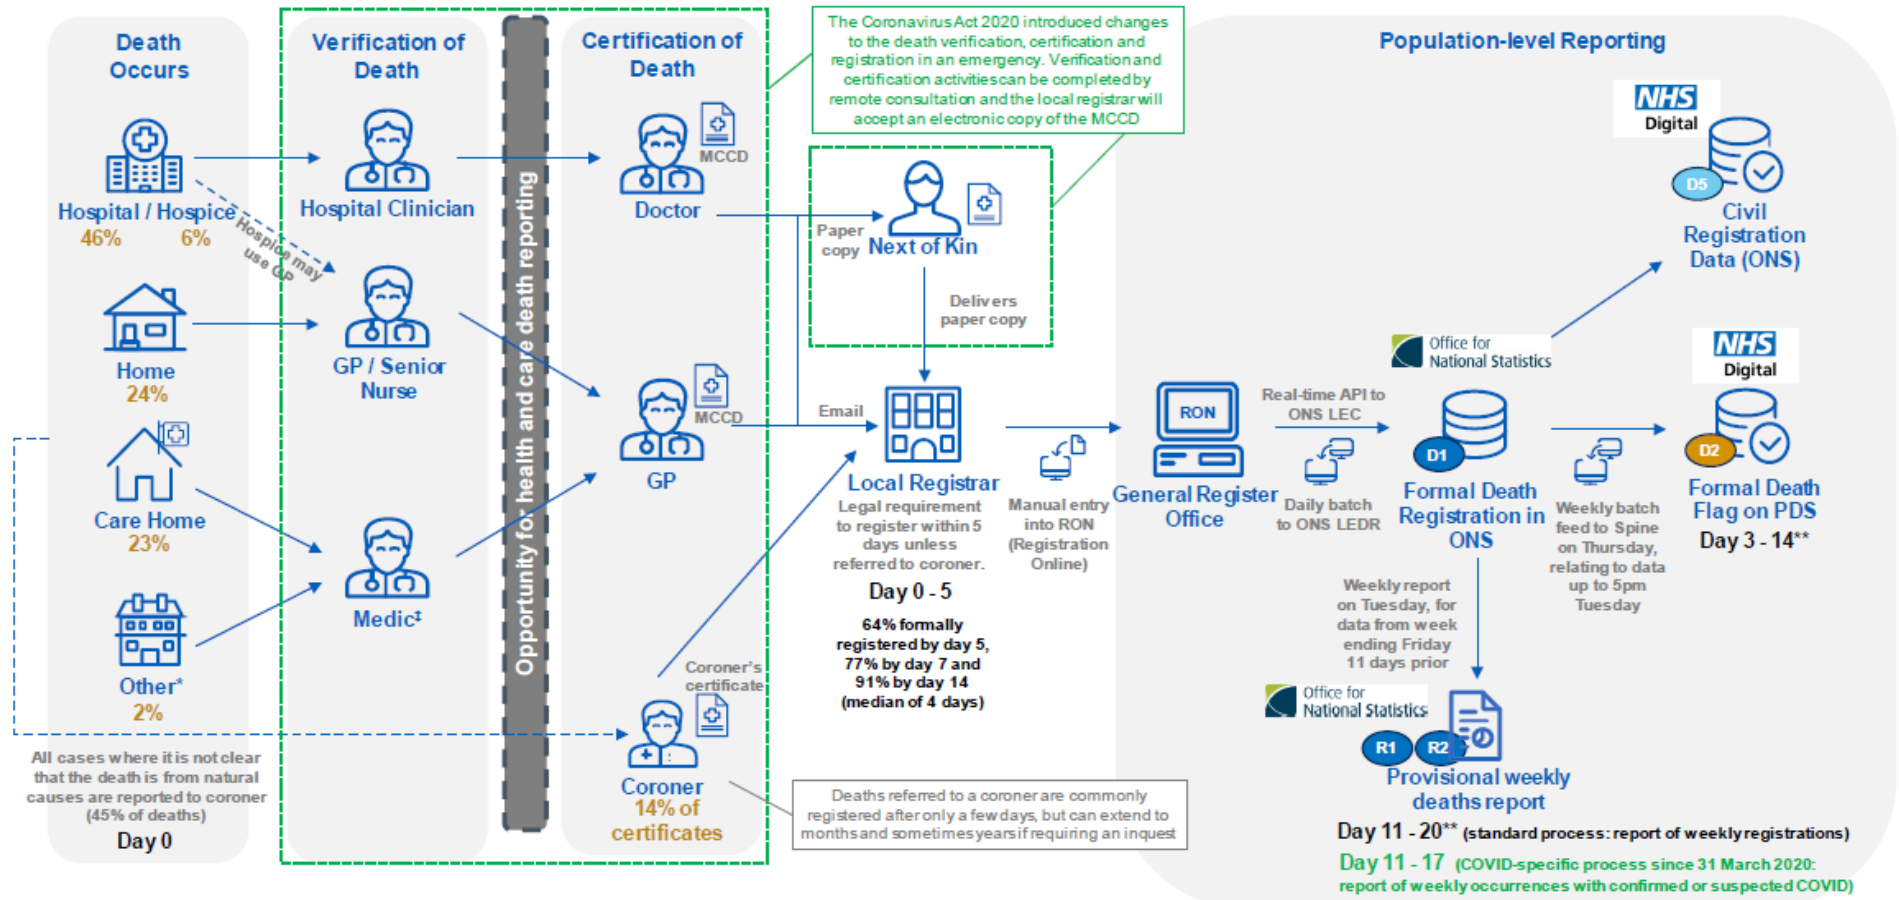 Death
Occurs
Hospital / Hospice
46%
6%
Hospice may
use GP
Home
24%
Care Home
23%
Other*
2%
All cases where it is not clear
that the death is from natural
causes are reported to coroner
(45% of deaths)
Day 0
Verification of
Death
Hospital Clinician
GP / Senior
Nurse
Medic‡
Opportunity for health and care death reporting
Certification of
Death
MCCD
Doctor
MCCD
GP
Coroner's
certificate
Coroner
14% of
certificates
The Coronavirus Act 2020 introduced changes
to the death verification, certification and
registration in an emergency. Verification and
certification activities can be completed by
remote consultation and the local registrar will
accept an electronic copy of the MCCD
Paper
copy
Next of Kin
Delivers
paper copy
Email
Local Registrar
Legal requirement
to register within 5
days unless
referred to coroner.
Day 0 - 5
64% formally
registered by day 5,
77% by day 7 and
91% by day 14
(median of 4 days)
Deaths referred to a coroner are commonly
registered after only a few days, but can extend to
months and sometimes years if requiring an inquest
Manual entry
into RON
(Registration
Online)
Population-level Reporting
RON
General Register
Office
Real-time API to
ONS LEC
Daily batch
to ONS LEDR
Office for
National Statistics
D1
Formal Death
Registration in
ONS
NHS
Digital
D5
Civil
Registration
Data (ONS)
Weekly batch
feed to Spine
on Thursday,
relating to data
up to 5pm
Tuesday
NHS
Digital
D2
Formal Death
Flag on PDS
Day 3 - 14**
Weekly report
on Tuesday, for
data from week
ending Friday
11 days prior
Office for
National Statistics
R1
R2
Provisional weekly
deaths report
Day 11 - 20** (standard process: report of weekly registrations)
Day 11 - 17 (COVID-specific process since 31 March 2020:
report of weekly occurrences with confirmed or suspected COVID)